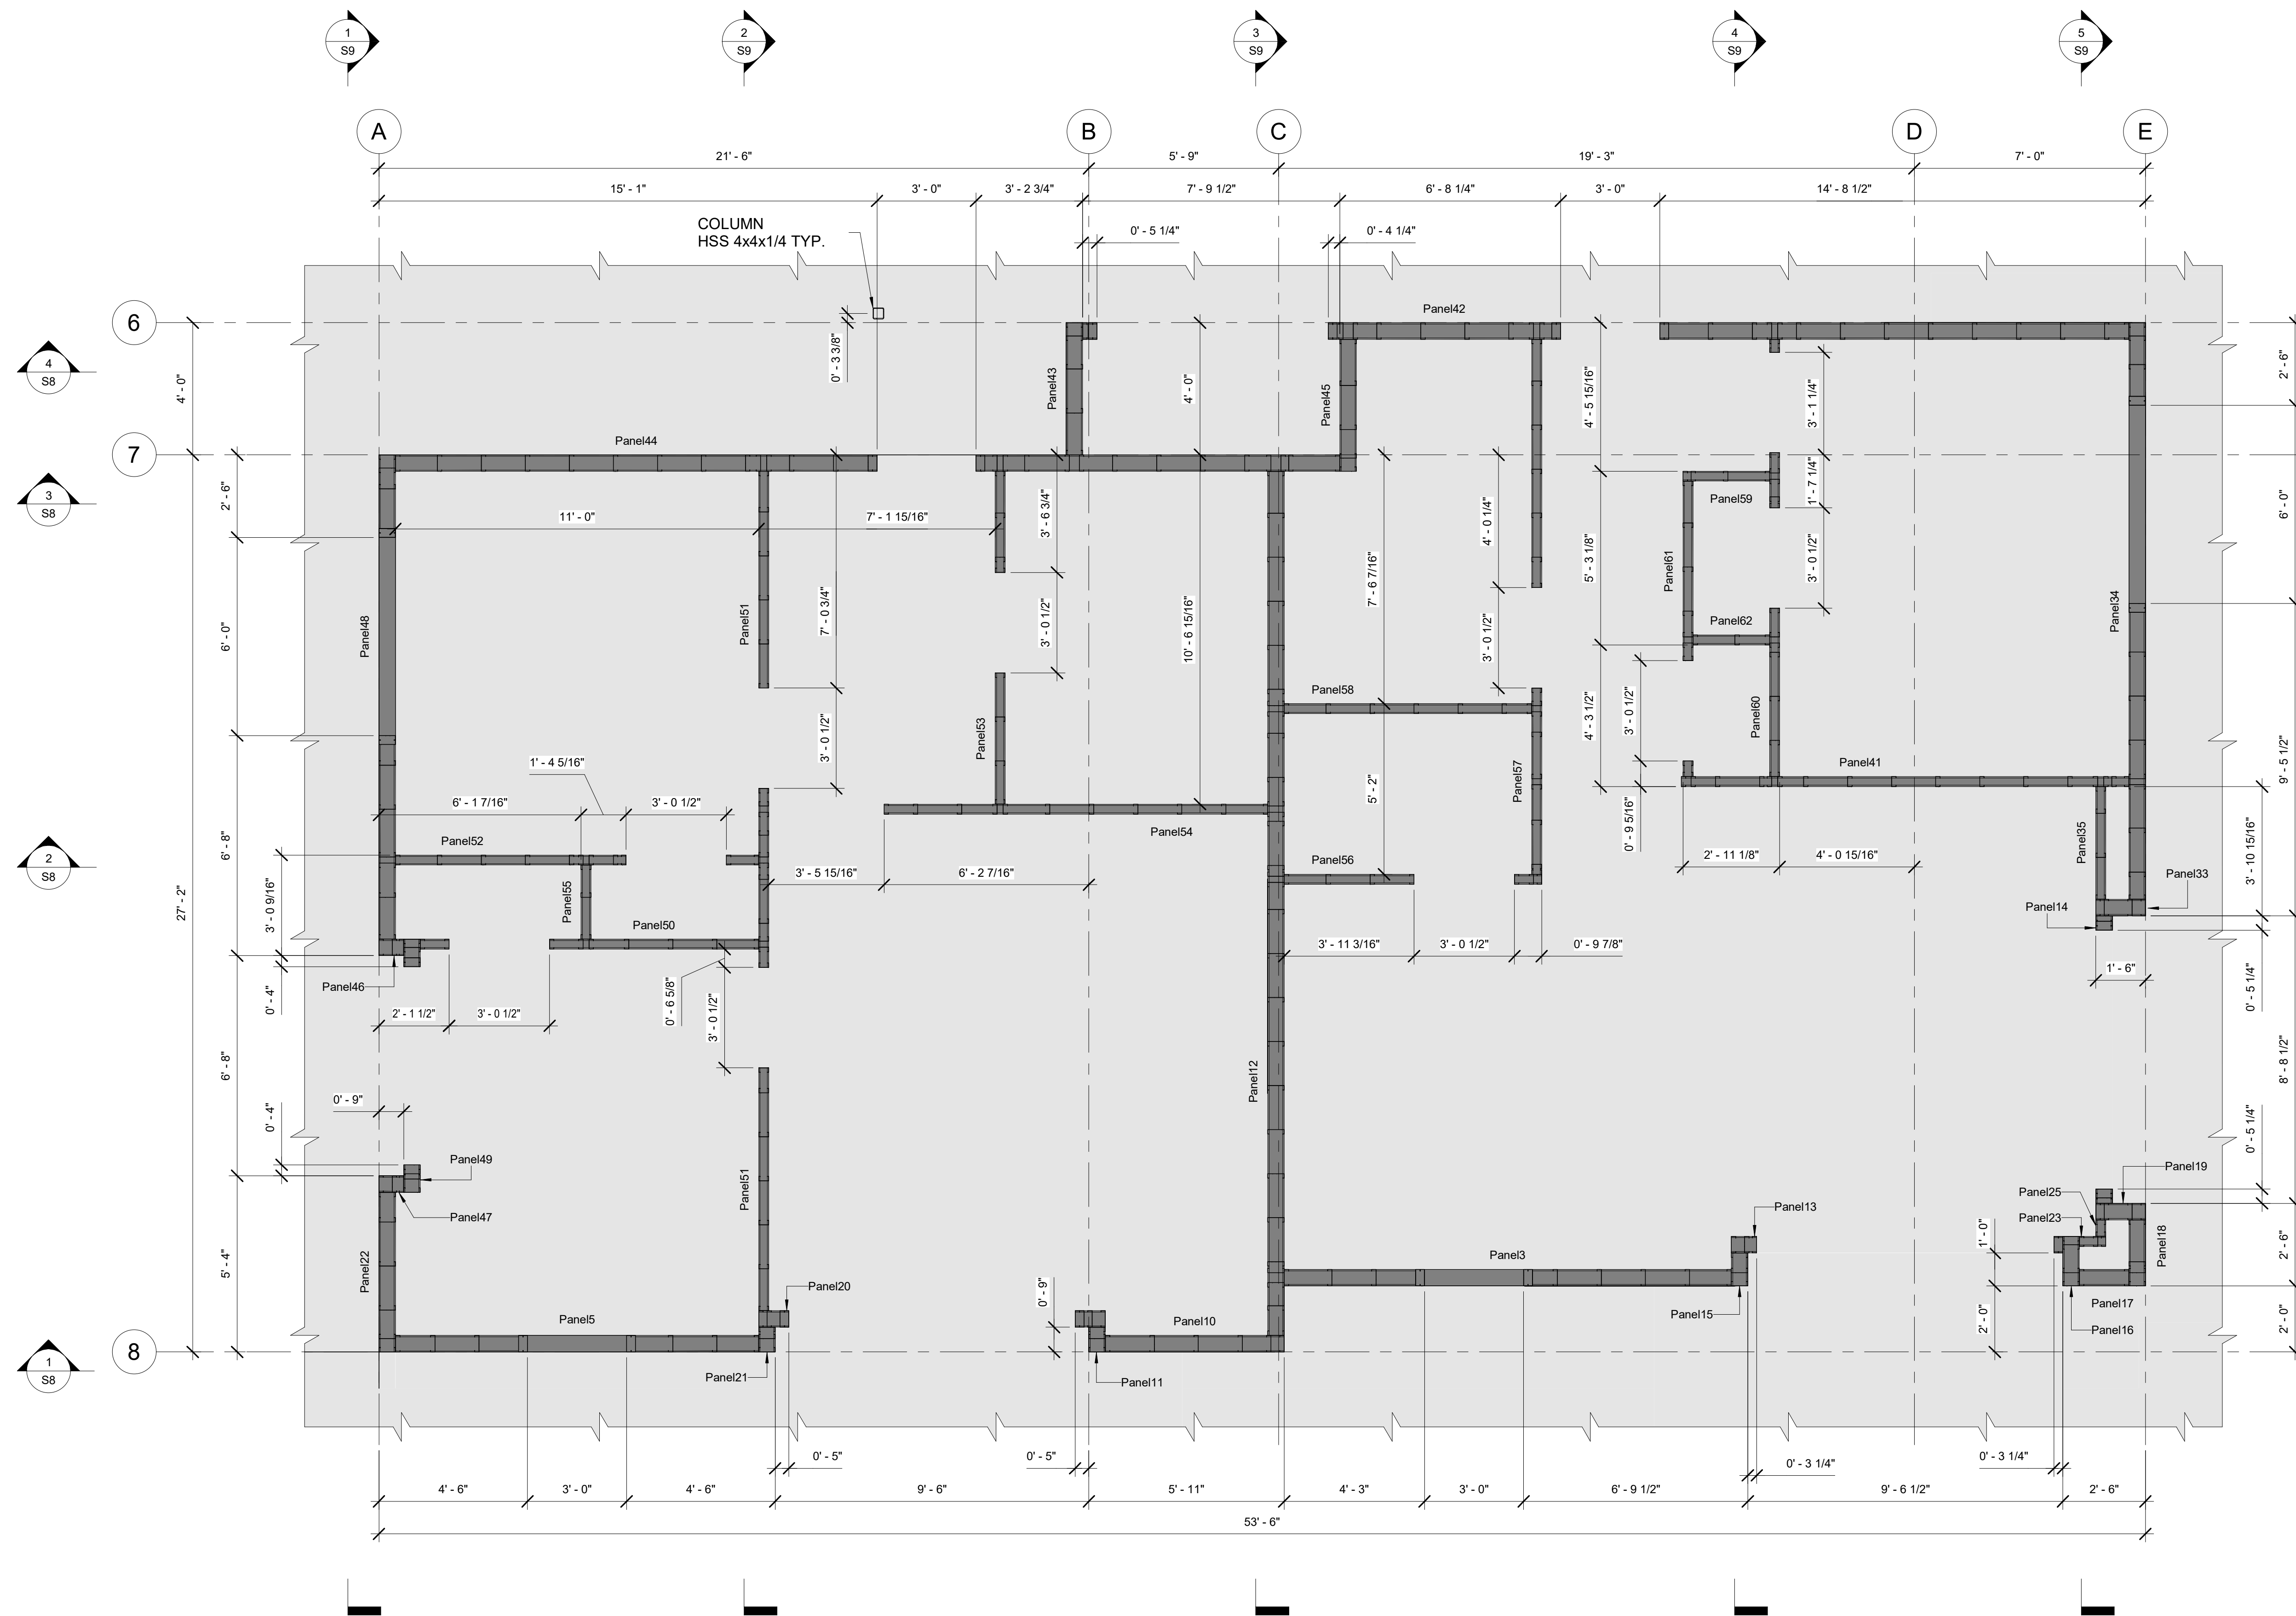 1
S9
2
S9
3
S9
4
S9
5
S9
A
B
C
D
E
21' - 6"
5' - 9"
19' - 3"
7' - 0"
15' - 1"
3' - 0"
3' - 2 3/4"
7' - 9 1/2"
6' - 8 1/4"
3' - 0"
14' - 8 1/2"
COLUMN
HSS 4x4x1/4 TYP.
0' - 5 1/4"
0' - 4 1/4"
6
Panel42
0' - 3 3/8"
4
S8
4' - 0"
Panel43
4' - 0"
Panel45
4' - 5 15/16"
3' - 1 1/4"
2' - 6"
7
Panel44
3
S8
2' - 6"
11' - 0"
7' - 1 15/16"
3' - 6 3/4"
4' - 0 1/4"
7' - 6 7/16"
5' - 3 1/8"
Panel59
1' - 7 1/4"
3' - 0 1/2"
6' - 0"
Panel61
Panel62
Panel34
6' - 0"
Panel48
Panel51
7' - 0 3/4"
3' - 0 1/2"
10' - 6 15/16"
3' - 0 1/2"
Panel58
4' - 3 1/2"
3' - 0 1/2"
Panel60
Panel53
3' - 0 1/2"
1' - 4 5/16"
6' - 1 7/16"
3' - 0 1/2"
Panel41
9' - 5 1/2"
5' - 2"
Panel57
0' - 9 5/16"
Panel52
Panel54
Panel56
2' - 11 1/8"
4' - 0 15/16"
Panel35
3' - 10 15/16"
2
S8
6' - 8"
3' - 0 9/16"
27' - 2"
3' - 5 15/16"
6' - 2 7/16"
Panel33
Panel55
Panel50
Panel14
3' - 11 3/16"
3' - 0 1/2"
0' - 9 7/8"
1' - 6"
0' - 4"
Panel46
0' - 6 5/8"
3' - 0 1/2"
0' - 5 1/4"
2' - 1 1/2"
3' - 0 1/2"
6' - 8"
Panel12
8' - 8 1/2"
0' - 9"
0' - 4"
0' - 5 1/4"
Panel49
Panel47
Panel51
Panel19
Panel25
Panel23
Panel13
5' - 4"
Panel22
1' - 0"
Panel18
2' - 6"
Panel3
Panel20
0' - 9"
Panel15
Panel17
Panel16
2' - 0"
2' - 0"
Panel5
Panel10
8
1
S8
Panel21
Panel11
0' - 5"
0' - 5"
0' - 3 1/4"
0' - 3 1/4"
4' - 6"
3' - 0"
4' - 6"
9' - 6"
5' - 11"
4' - 3"
3' - 0"
6' - 9 1/2"
9' - 6 1/2"
2' - 6"
53' - 6"